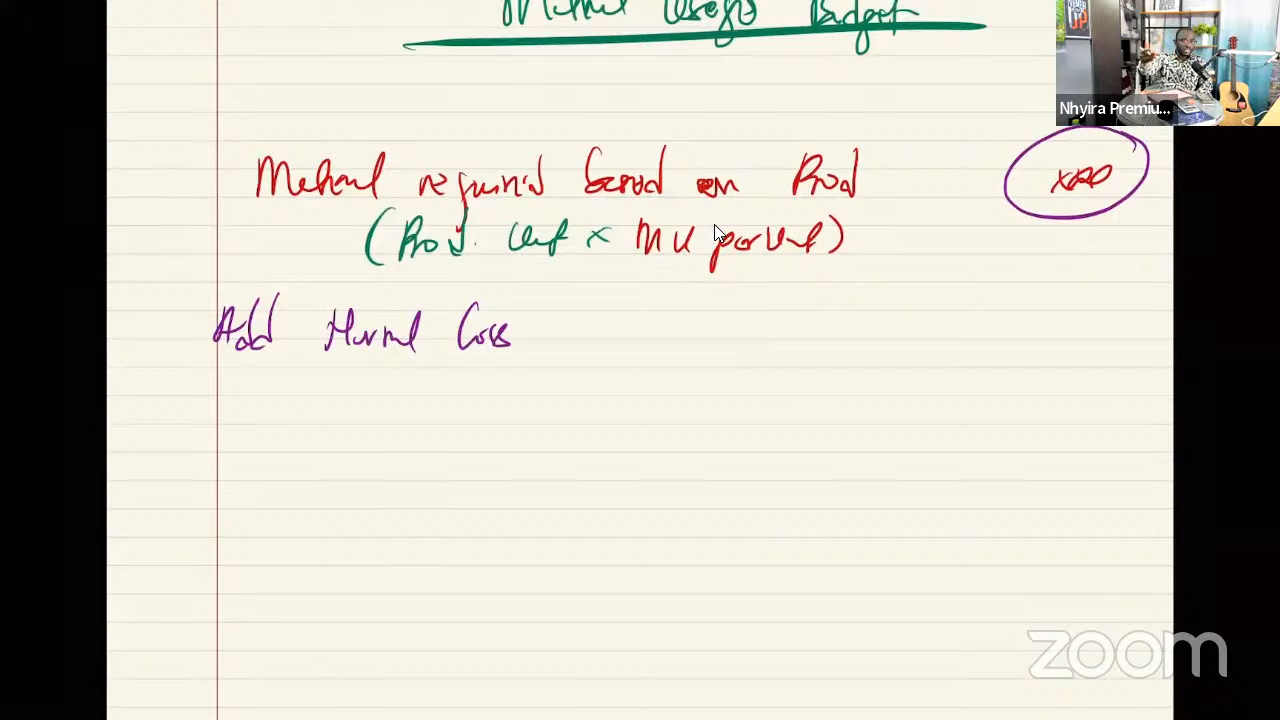 Material Usage Budget
Nhyira Premiu...
Material required based on Prod xxx
(Prod. Unit × MU per Unit)
Add Normal Loss
zoom